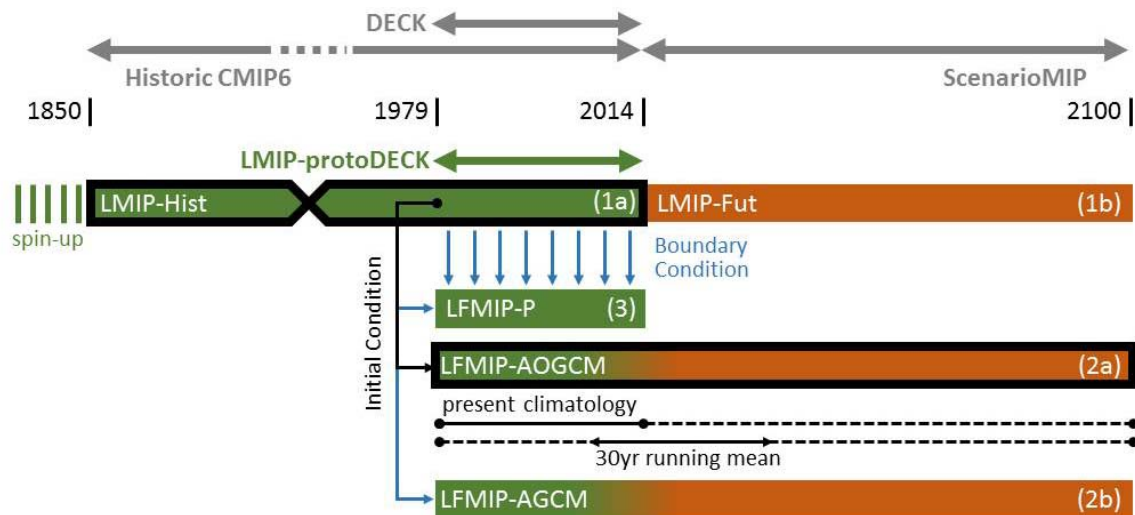 DECK
Historic CMIP6
ScenarioMIP
1850
1979
2014
2100
LMIP-protoDECK
LMIP-Hist
(1a)
LMIP-Fut
(1b)
spin-up
Boundary
Condition
Initial Condition
LFMIP-P
(3)
LFMIP-AOGCM
(2a)
present climatology
30yr running mean
LFMIP-AGCM
(2b)